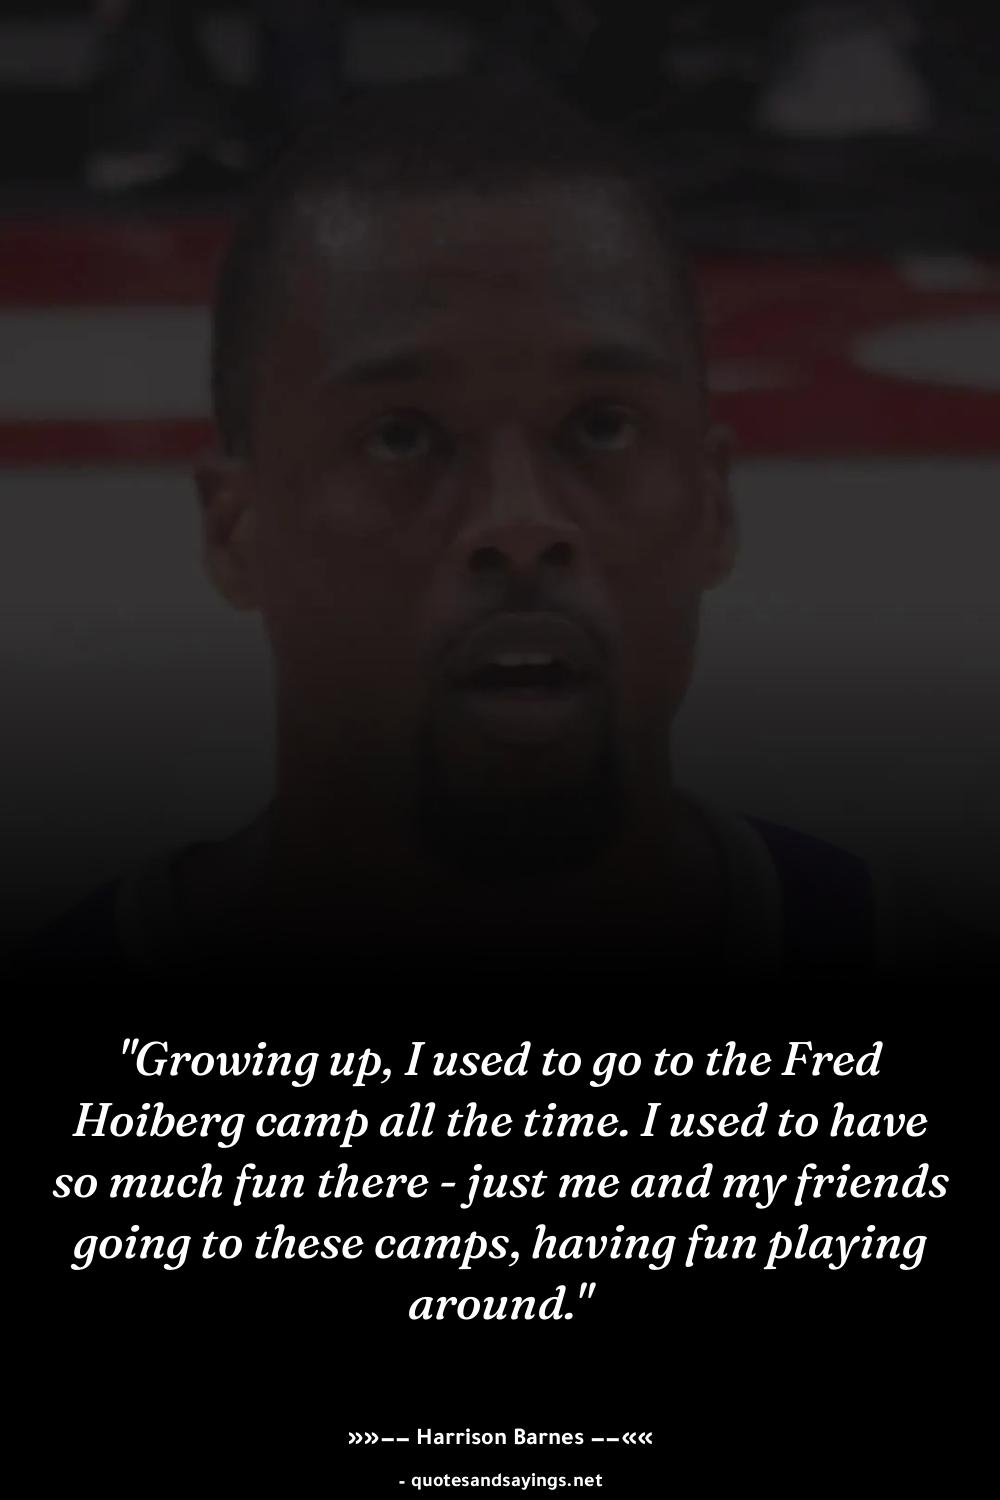 "Growing up, I used to go to the Fred
Hoiberg camp all the time. I used to have
so much fun there - just me and my friends
going to these camps, having fun playing
around."
»»−− Harrison Barnes −−««
- quotesandsayings.net